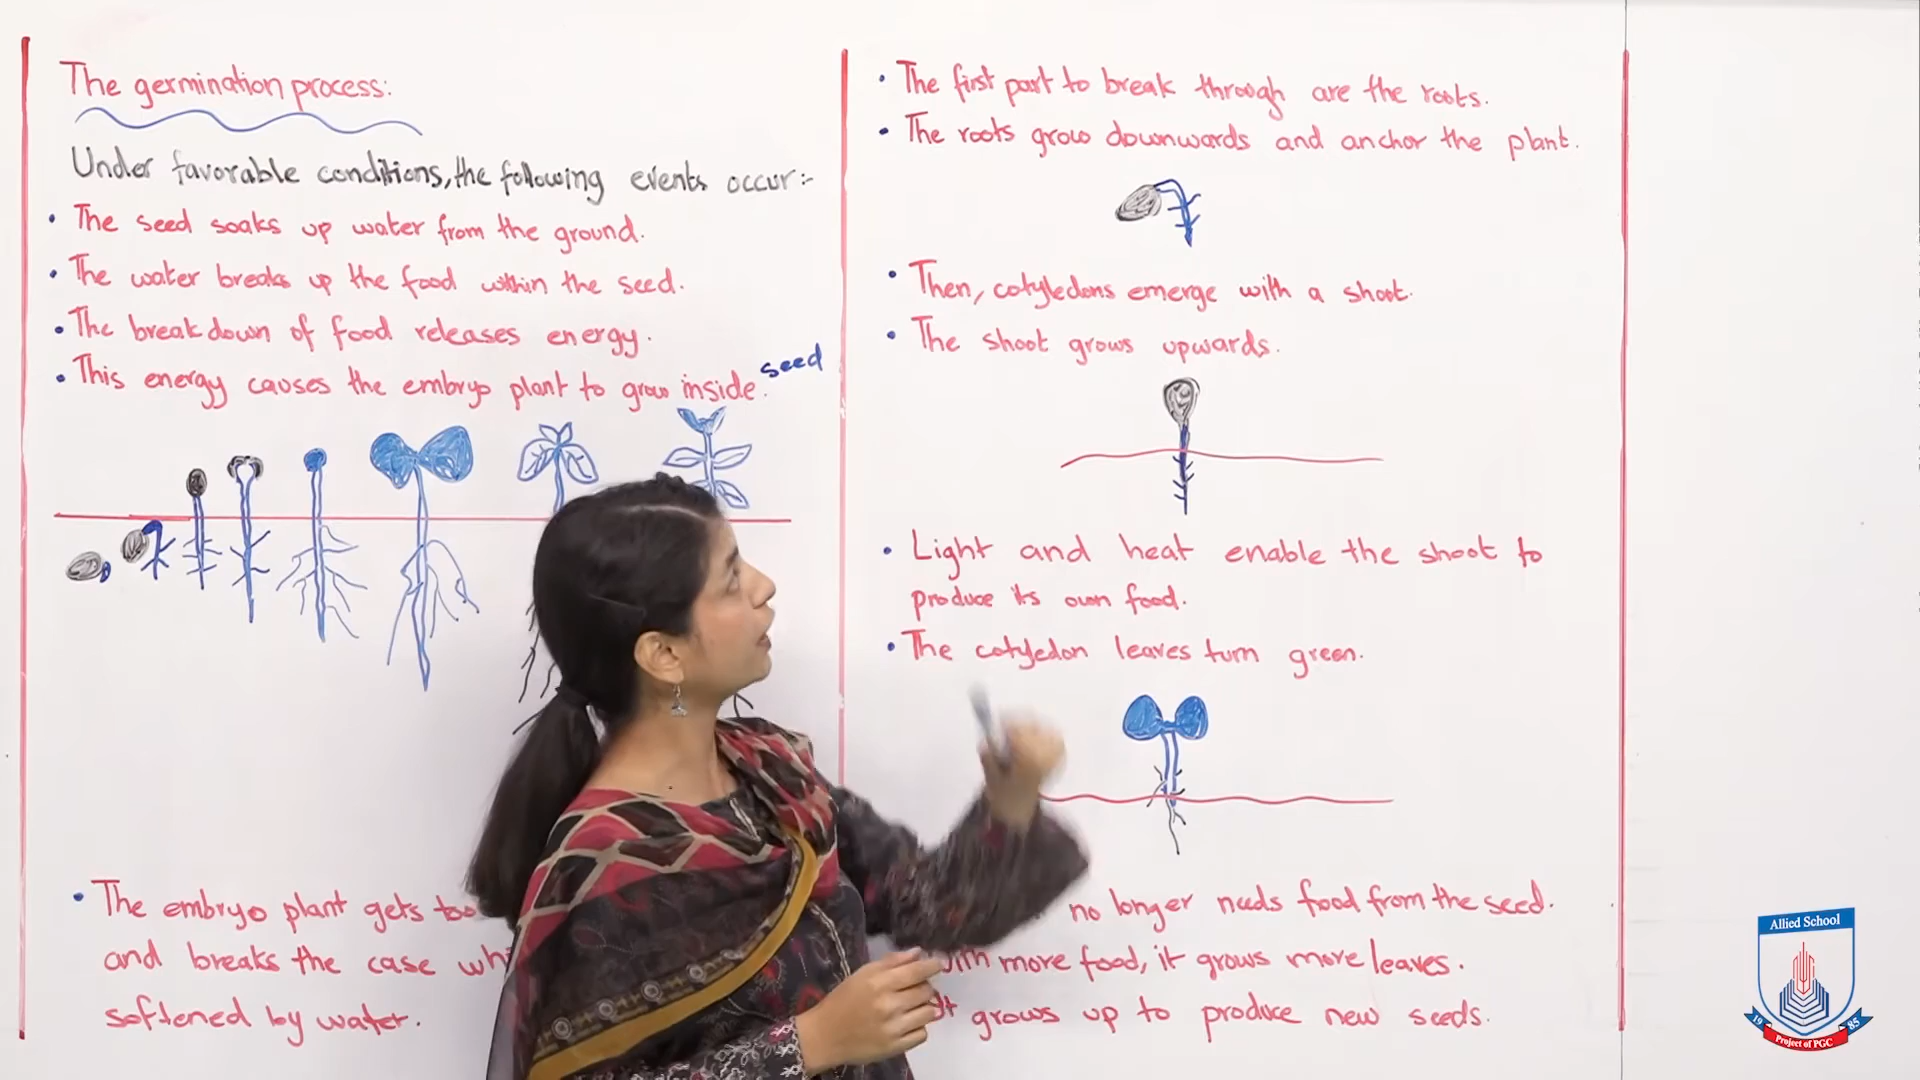 The germination process:
Under favorable conditions, the following events occur:-
• The seed soaks up water from the ground.
• The water breaks up the food within the seed.
• The breakdown of food releases energy.
• This energy causes the embryo plant to grow inside. seed
• The embryo plant gets too
and breaks the case
softened by water.
• The first part to break through are the roots.
• The roots grow downwards and anchor the plant.
• Then, cotyledons emerge with a shoot.
• The shoot grows upwards.
• Light and heat enable the shoot to
produce its own food.
• The cotyledon leaves turn green.
no longer needs food from the seed.
more food, it grows more leaves.
It grows up to produce new seeds.
Allied School
19 85
Project of PGC